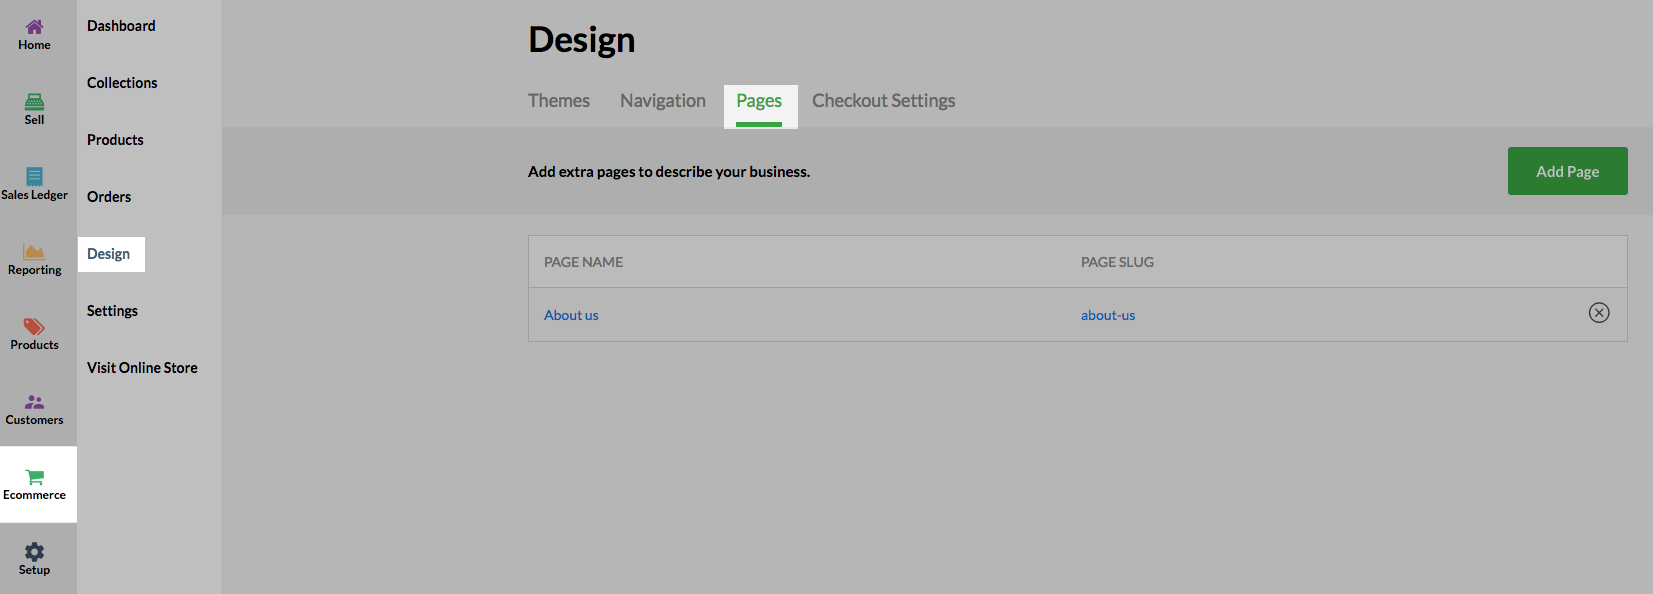 Home
Sell
Sales Ledger
Reporting
Products
Customers
Ecommerce
Setup
Dashboard
Collections
Products
Orders
Design
Settings
Visit Online Store
Design
Themes Navigation Pages Checkout Settings
Add extra pages to describe your business. Add Page
PAGE NAME PAGE SLUG
About us about-us